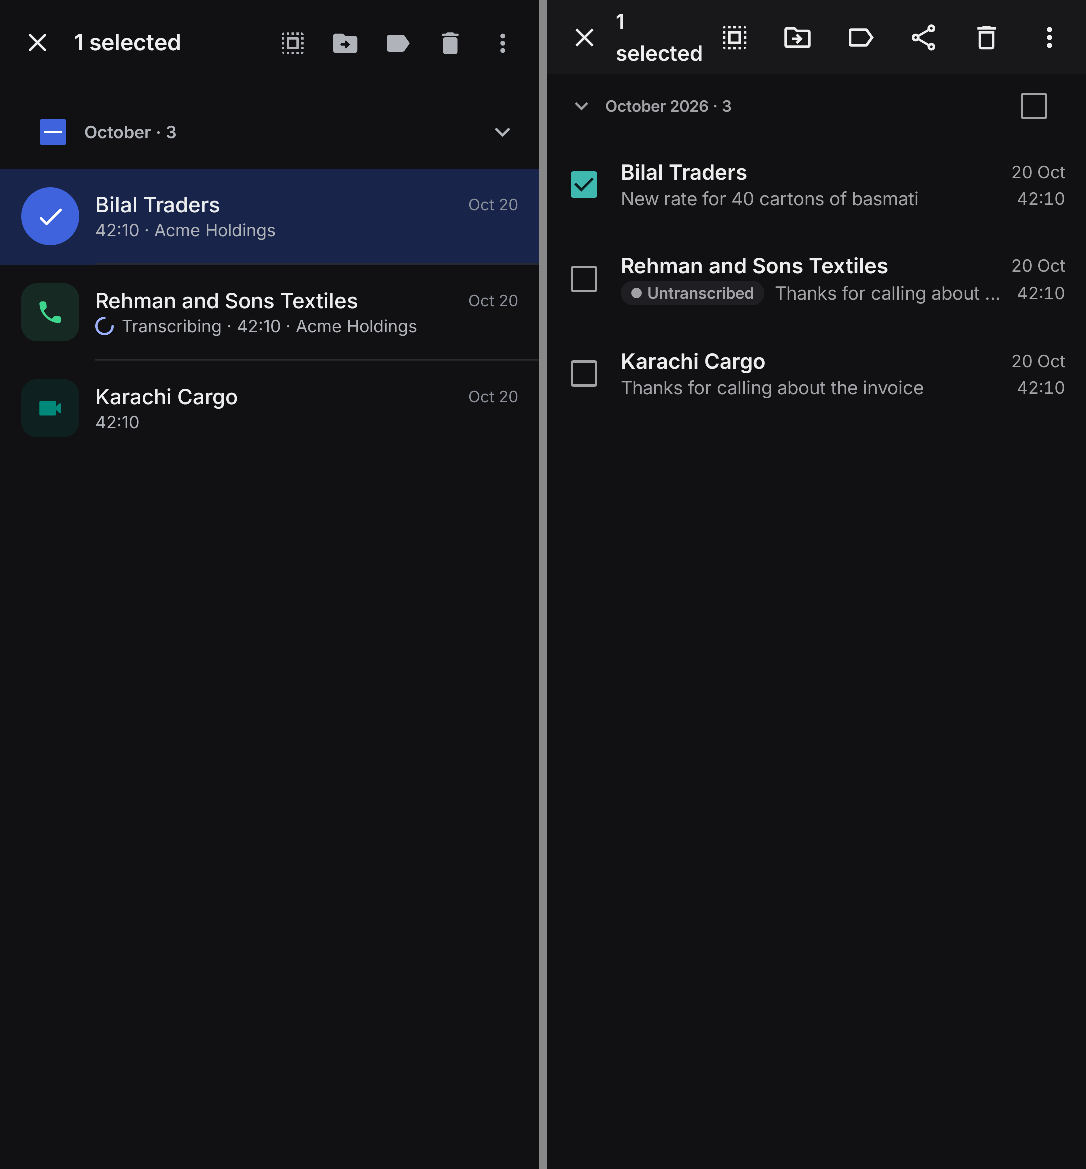 1 selected
October · 3
Bilal Traders
Oct 20
42:10 · Acme Holdings
Rehman and Sons Textiles
Oct 20
Transcribing · 42:10 · Acme Holdings
Karachi Cargo
Oct 20
42:10
1
selected
October 2026 · 3
Bilal Traders
20 Oct
New rate for 40 cartons of basmati
42:10
Rehman and Sons Textiles
20 Oct
Untranscribed Thanks for calling about ...
42:10
Karachi Cargo
20 Oct
Thanks for calling about the invoice
42:10